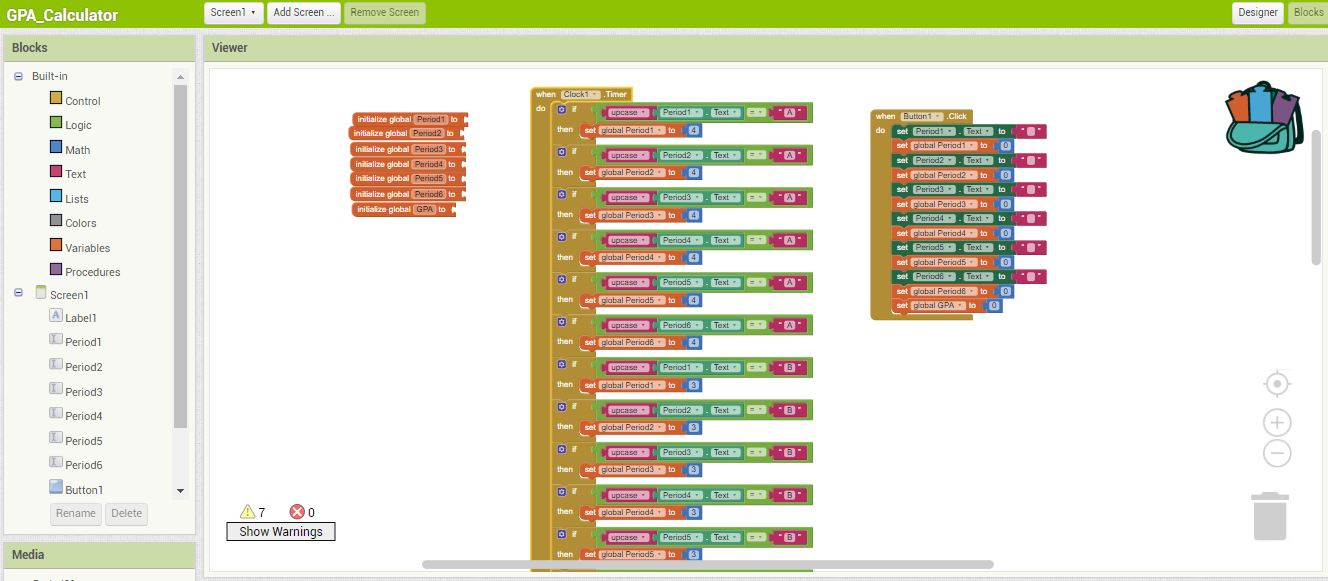 GPA_Calculator
Screen1 Add Screen ... Remove Screen Designer Blocks
Blocks
Viewer
Built-in
Control
Logic
Math
Text
Lists
Colors
Variables
Procedures
Screen1
Label1
Period1
Period2
Period3
Period4
Period5
Period6
Button1
Rename Delete
Media
initialize global Period1 to
initialize global Period2 to
initialize global Period3 to
initialize global Period4 to
initialize global Period5 to
initialize global Period6 to
initialize global GPA to
7 0
Show Warnings
when Clock1 .Timer
do if upcase Period1 . Text = " A "
then set global Period1 to 4
if upcase Period2 . Text = " A "
then set global Period2 to 4
if upcase Period3 . Text = " A "
then set global Period3 to 4
if upcase Period4 . Text = " A "
then set global Period4 to 4
if upcase Period5 . Text = " A "
then set global Period5 to 4
if upcase Period6 . Text = " A "
then set global Period6 to 4
if upcase Period1 . Text = " B "
then set global Period1 to 3
if upcase Period2 . Text = " B "
then set global Period2 to 3
if upcase Period3 . Text = " B "
then set global Period3 to 3
if upcase Period4 . Text = " B "
then set global Period4 to 3
if upcase Period5 . Text = " B "
then set global Period5 to 3
when Button1 .Click
do set Period1 . Text to " "
set global Period1 to 0
set Period2 . Text to " "
set global Period2 to 0
set Period3 . Text to " "
set global Period3 to 0
set Period4 . Text to " "
set global Period4 to 0
set Period5 . Text to " "
set global Period5 to 0
set Period6 . Text to " "
set global Period6 to 0
set global GPA to 0